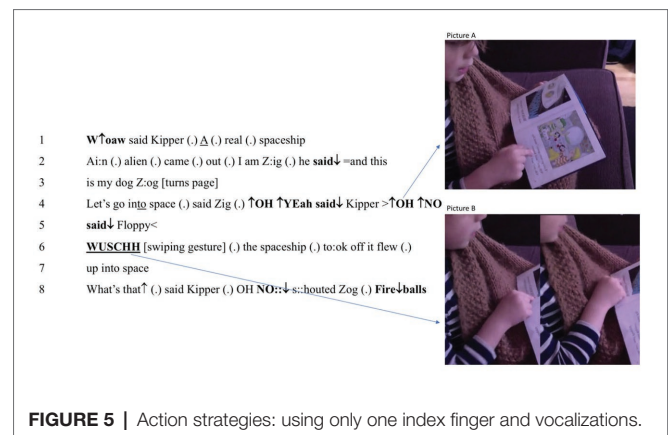 Picture A
1 W↑oaw said Kipper (.) A (.) real (.) spaceship
2 Ai:n (.) alien (.) came (.) out (.) I am Z:ig (.) he said↓ =and this
3 is my dog Z:og [turns page]
4 Let's go into space (.) said Zig (.) ↑OH ↑YEah said↓ Kipper >↑OH ↑NO
Picture B
5 said↓ Floppy<
6 WUSCHH [swiping gesture] (.) the spaceship (.) to:ok off it flew (.)
7 up into space
8 What's that↑ (.) said Kipper (.) OH NO::↓ s::houted Zog (.) Fire↓balls
FIGURE 5 | Action strategies: using only one index finger and vocalizations.